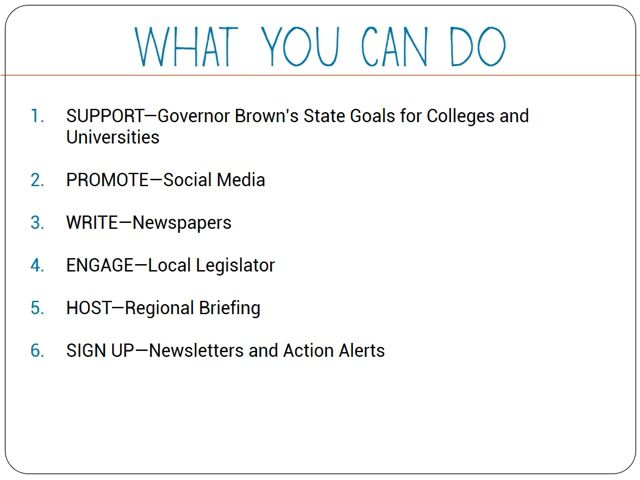 WHAT YOU CAN DO
1. SUPPORT—Governor Brown's State Goals for Colleges and
Universities
2. PROMOTE—Social Media
3. WRITE—Newspapers
4. ENGAGE—Local Legislator
5. HOST—Regional Briefing
6. SIGN UP—Newsletters and Action Alerts